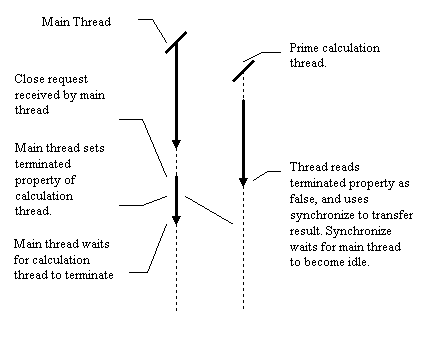 Main Thread
Prime calculation
thread.
Close request
received by main
thread
Main thread sets
terminated
property of
calculation
thread.
Thread reads
terminated property as
false, and uses
synchronize to transfer
result. Synchronize
waits for main thread
to become idle.
Main thread waits
for calculation
thread to terminate